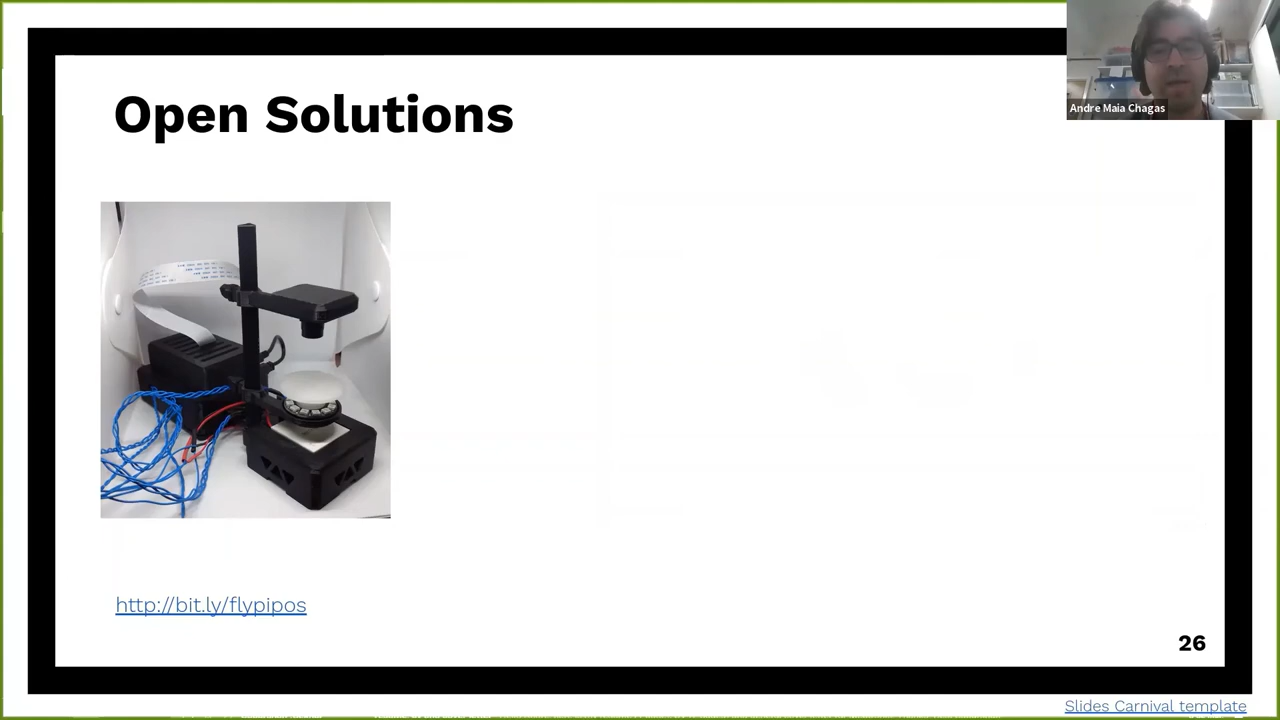 Andre Maia Chagas
Open Solutions
http://bit.ly/flypipos
26
Slides Carnival template